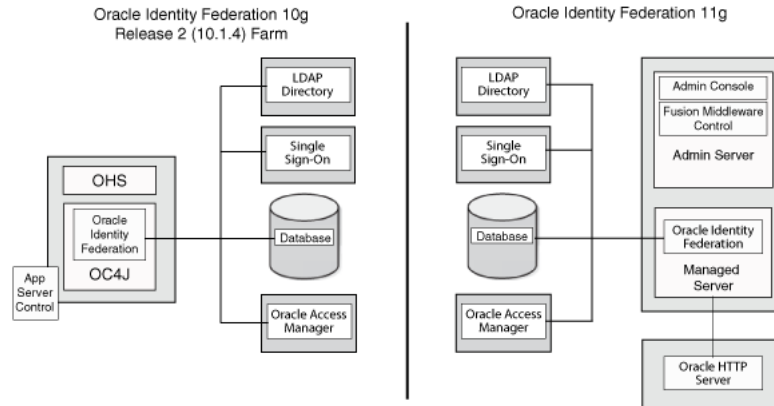 Oracle Identity Federation 10g
Release 2 (10.1.4) Farm
LDAP
Directory
Single
Sign-On
OHS
Oracle
Identity
Federation
OC4J
App
Server
Control
Database
Oracle Access
Manager
Oracle Identity Federation 11g
LDAP
Directory
Single
Sign-On
Database
Oracle Access
Manager
Admin Console
Fusion Middleware
Control
Admin Server
Oracle Identity
Federation
Managed
Server
Oracle HTTP
Server